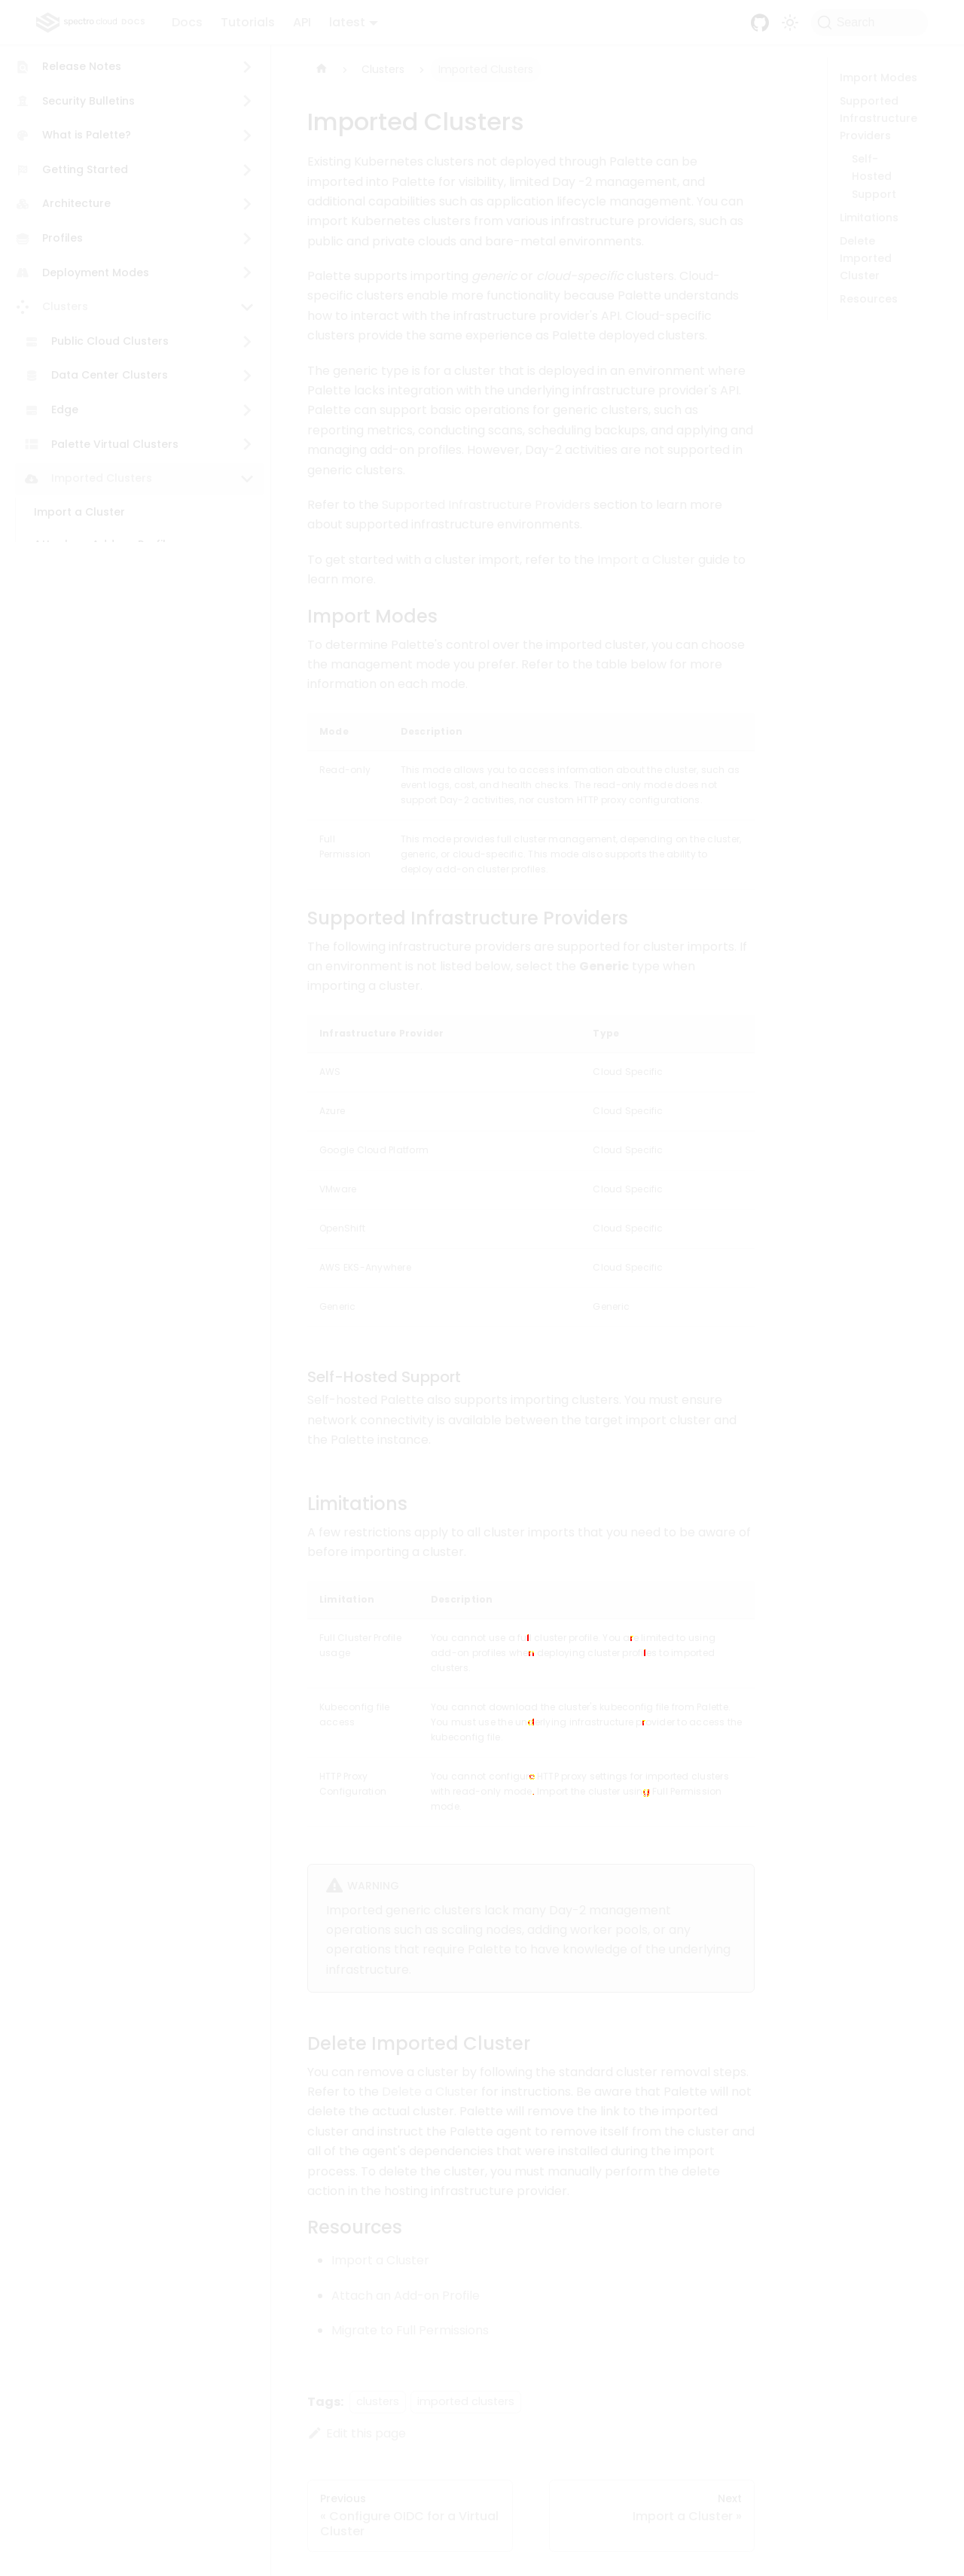 spectro cloud DOCS
Docs
Tutorials
API
latest
Search
Release Notes
Security Bulletins
What is Palette?
Getting Started
Architecture
Profiles
Deployment Modes
Clusters
Public Cloud Clusters
Data Center Clusters
Edge
Palette Virtual Clusters
Imported Clusters
Import a Cluster
Clusters
Imported Clusters
Imported Clusters
Existing Kubernetes clusters not deployed through Palette can be
imported into Palette for visibility, limited Day -2 management, and
additional capabilities such as application lifecycle management. You can
import Kubernetes clusters from various infrastructure providers, such as
public and private clouds and bare-metal environments.
Palette supports importing generic or cloud-specific clusters. Cloud-
specific clusters enable more functionality because Palette understands
how to interact with the infrastructure provider's API. Cloud-specific
clusters provide the same experience as Palette deployed clusters.
The generic type is for a cluster that is deployed in an environment where
Palette lacks integration with the underlying infrastructure provider's API.
Palette can support basic operations for generic clusters, such as
reporting metrics, conducting scans, scheduling backups, and applying and
managing add-on profiles. However, Day-2 activities are not supported in
generic clusters.
Refer to the Supported Infrastructure Providers section to learn more
about supported infrastructure environments.
To get started with a cluster import, refer to the Import a Cluster guide to
learn more.
Import Modes
To determine Palette's control over the imported cluster, you can choose
the management mode you prefer. Refer to the table below for more
information on each mode.
Mode
Description
Read-only
This mode allows you to access information about the cluster, such as
event logs, cost, and health checks. The read-only mode does not
support Day-2 activities, nor custom HTTP proxy configurations.
Full
Permission
This mode provides full cluster management, depending on the cluster,
generic, or cloud-specific. This mode also supports the ability to
deploy add-on cluster profiles.
Supported Infrastructure Providers
The following infrastructure providers are supported for cluster imports. If
an environment is not listed below, select the Generic type when
importing a cluster.
Infrastructure Provider
Type
AWS
Cloud Specific
Azure
Cloud Specific
Google Cloud Platform
Cloud Specific
VMware
Cloud Specific
OpenShift
Cloud Specific
AWS EKS-Anywhere
Cloud Specific
Generic
Generic
Self-Hosted Support
Self-hosted Palette also supports importing clusters. You must ensure
network connectivity is available between the target import cluster and
the Palette instance.
Limitations
A few restrictions apply to all cluster imports that you need to be aware of
before importing a cluster.
Limitation
Description
Full Cluster Profile
usage
You cannot use a full cluster profile. You are limited to using
add-on profiles when deploying cluster profiles to imported
clusters.
Kubeconfig file
access
You cannot download the cluster's kubeconfig file from Palette.
You must use the underlying infrastructure provider to access the
kubeconfig file.
HTTP Proxy
Configuration
You cannot configure HTTP proxy settings for imported clusters
with read-only mode. Import the cluster using Full Permission
mode.
WARNING
Imported generic clusters lack many Day-2 management
operations such as scaling nodes, adding worker pools, or any
operations that require Palette to have knowledge of the underlying
infrastructure.
Delete Imported Cluster
You can remove a cluster by following the standard cluster removal steps.
Refer to the Delete a Cluster for instructions. Be aware that Palette will not
delete the actual cluster. Palette will remove the link to the imported
cluster and instruct the Palette agent to remove itself from the cluster and
all of the agent's dependencies that were installed during the import
process. To delete the cluster, you must manually perform the delete
action in the hosting infrastructure provider.
Resources
Import a Cluster
Attach an Add-on Profile
Migrate to Full Permissions
Tags:
clusters
imported clusters
Edit this page
Previous
« Configure OIDC for a Virtual
Cluster
Next
Import a Cluster »
Import Modes
Supported
Infrastructure
Providers
Self-
Hosted
Support
Limitations
Delete
Imported
Cluster
Resources